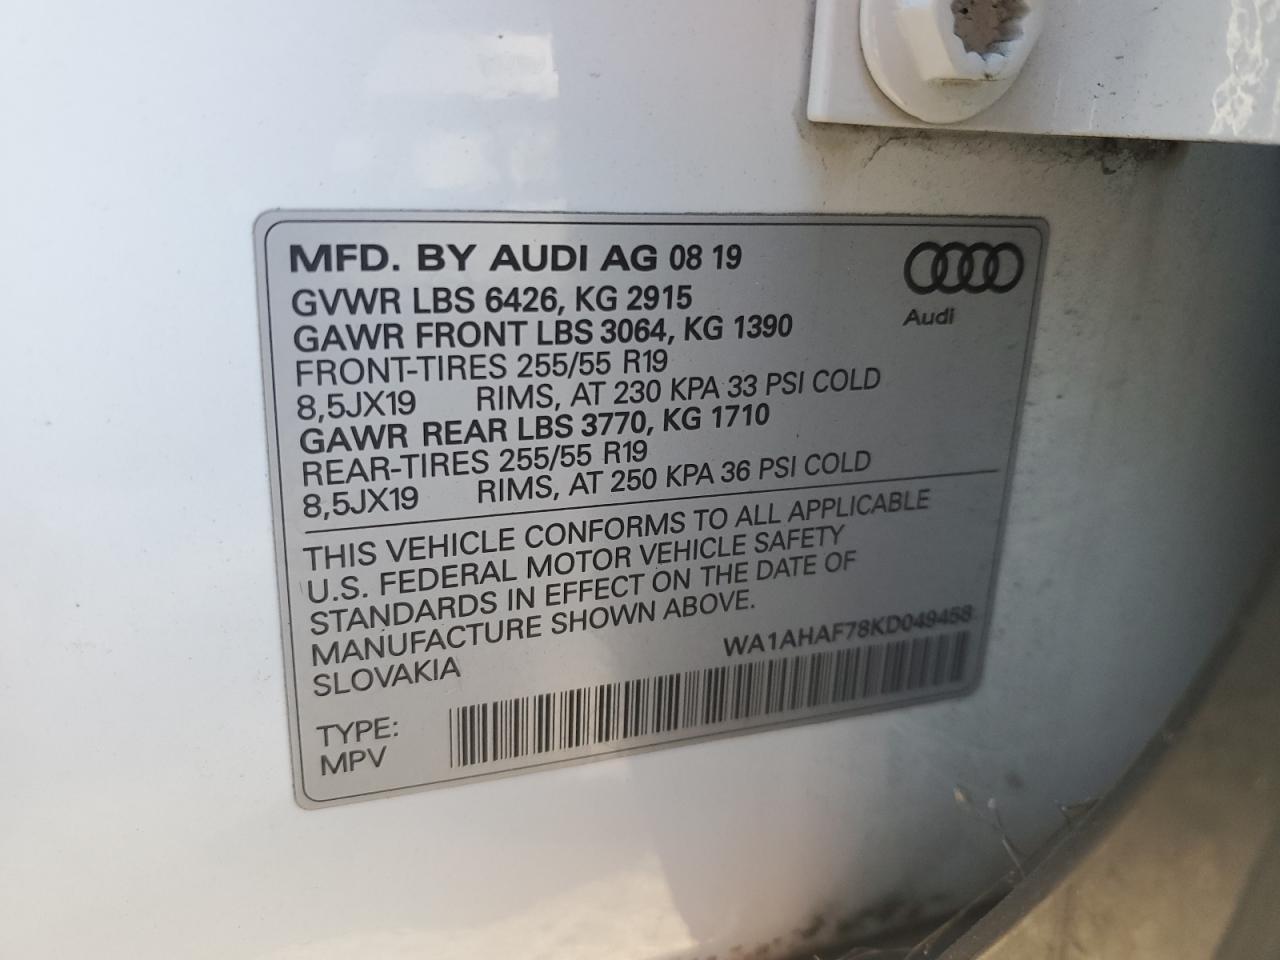 MFD. BY AUDI AG 08 19
Audi
GVWR LBS 6426, KG 2915
GAWR FRONT LBS 3064, KG 1390
FRONT-TIRES 255/55 R19
8,5JX19 RIMS, AT 230 KPA 33 PSI COLD
GAWR REAR LBS 3770, KG 1710
REAR-TIRES 255/55 R19
8,5JX19 RIMS, AT 250 KPA 36 PSI COLD
THIS VEHICLE CONFORMS TO ALL APPLICABLE
U.S. FEDERAL MOTOR VEHICLE SAFETY
STANDARDS IN EFFECT ON THE DATE OF
MANUFACTURE SHOWN ABOVE.
SLOVAKIA
WA1AHAF78KD049458
TYPE:
MPV